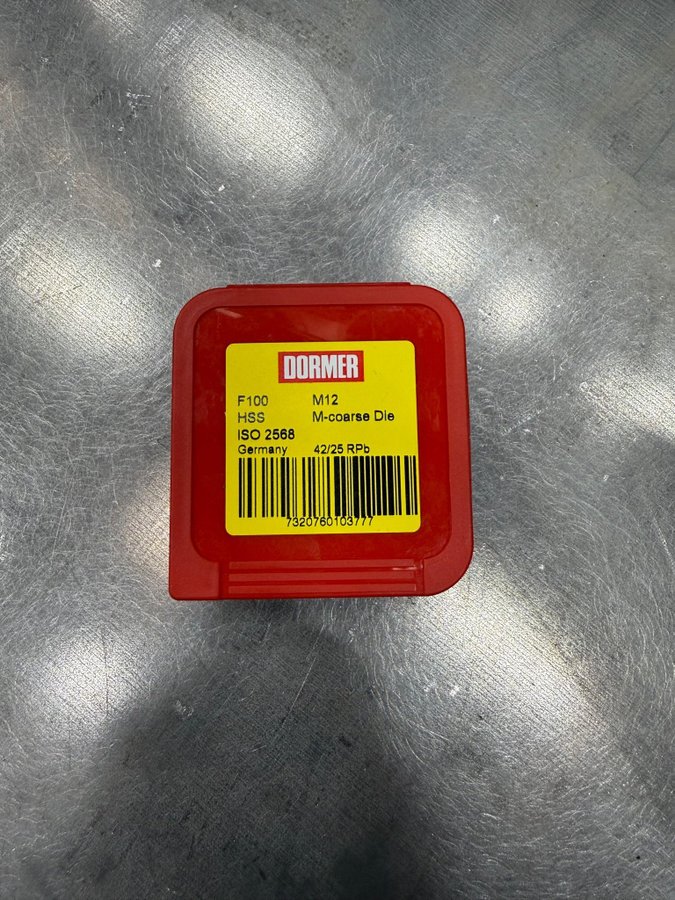 DORMER
F100 M12
HSS M-coarse Die
ISO 2568
Germany 42/25 RPb
7320760103777